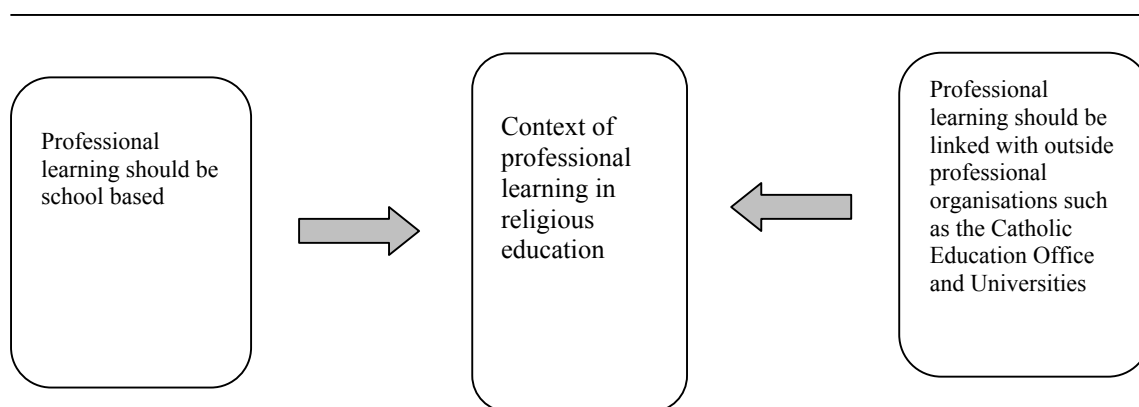 Professional
learning should be
school based
Context of
professional
learning in
religious
education
Professional
learning should be
linked with outside
professional
organisations such
as the Catholic
Education Office
and Universities